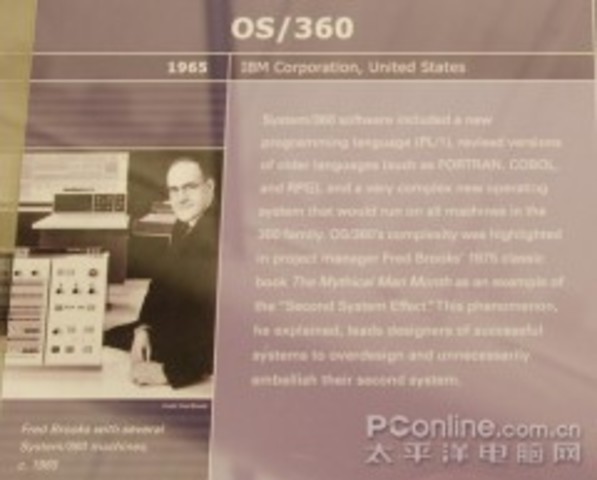 OS/360
1965
IBM Corporation, United States
System/360 software included a new
programming language (PL/1), revised versions
of older languages (such as FORTRAN, COBOL,
and RPG), and a very complex new operating
system that would run on all machines in the
360 family. OS/360's complexity was highlighted
in project manager Fred Brooks' 1975 classic
book The Mythical Man Month as an example of
the "Second System Effect." This phenomenon,
he explained, leads designers of successful
systems to overdesign and unnecessarily
embellish their second system.
Fred Brooks with several
System/360 machines,
c. 1965
PConline.com.cn
太平洋电脑网